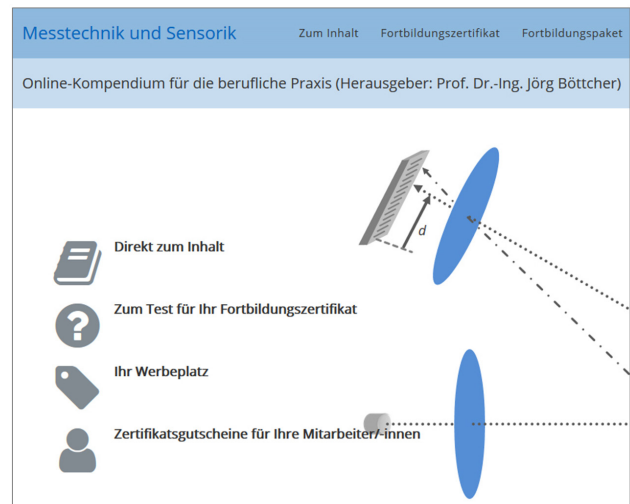 Messtechnik und Sensorik
Zum Inhalt Fortbildungszertifikat Fortbildungspaket
Online-Kompendium für die berufliche Praxis (Herausgeber: Prof. Dr.-Ing. Jörg Böttcher)
d
Direkt zum Inhalt
Zum Test für Ihr Fortbildungszertifikat
Ihr Werbeplatz
Zertifikatsgutscheine für Ihre Mitarbeiter/-innen